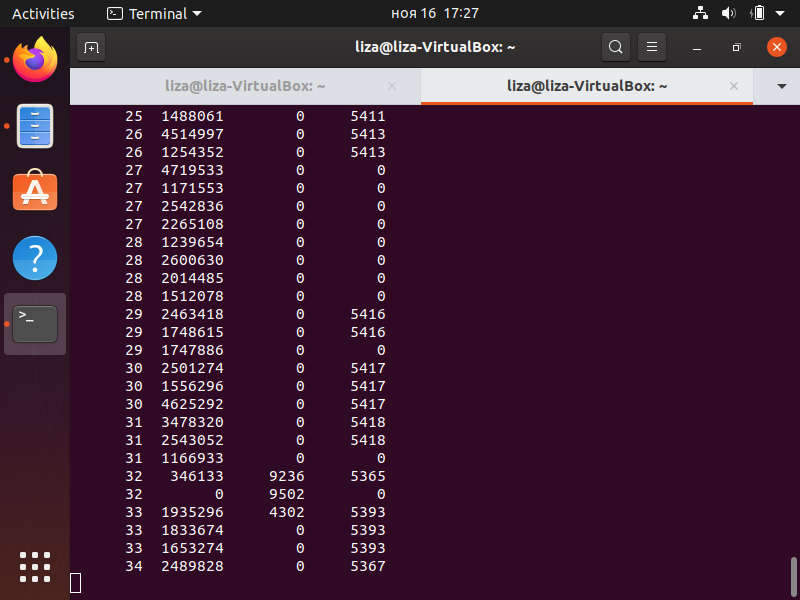 Activities Terminal ноя 16 17:27
liza@liza-VirtualBox: ~
liza@liza-VirtualBox: ~ liza@liza-VirtualBox: ~
25 1488061 0 5411
26 4514997 0 5413
26 1254352 0 5413
27 4719533 0 0
27 1171553 0 0
27 2542836 0 0
27 2265108 0 0
28 1239654 0 0
28 2600630 0 0
28 2014485 0 0
28 1512078 0 0
29 2463418 0 5416
29 1748615 0 5416
29 1747886 0 0
30 2501274 0 5417
30 1556296 0 5417
30 4625292 0 5417
31 3478320 0 5418
31 2543052 0 5418
31 1166933 0 0
32 346133 9236 5365
32 0 9502 0
33 1935296 4302 5393
33 1833674 0 5393
33 1653274 0 5393
34 2489828 0 5367